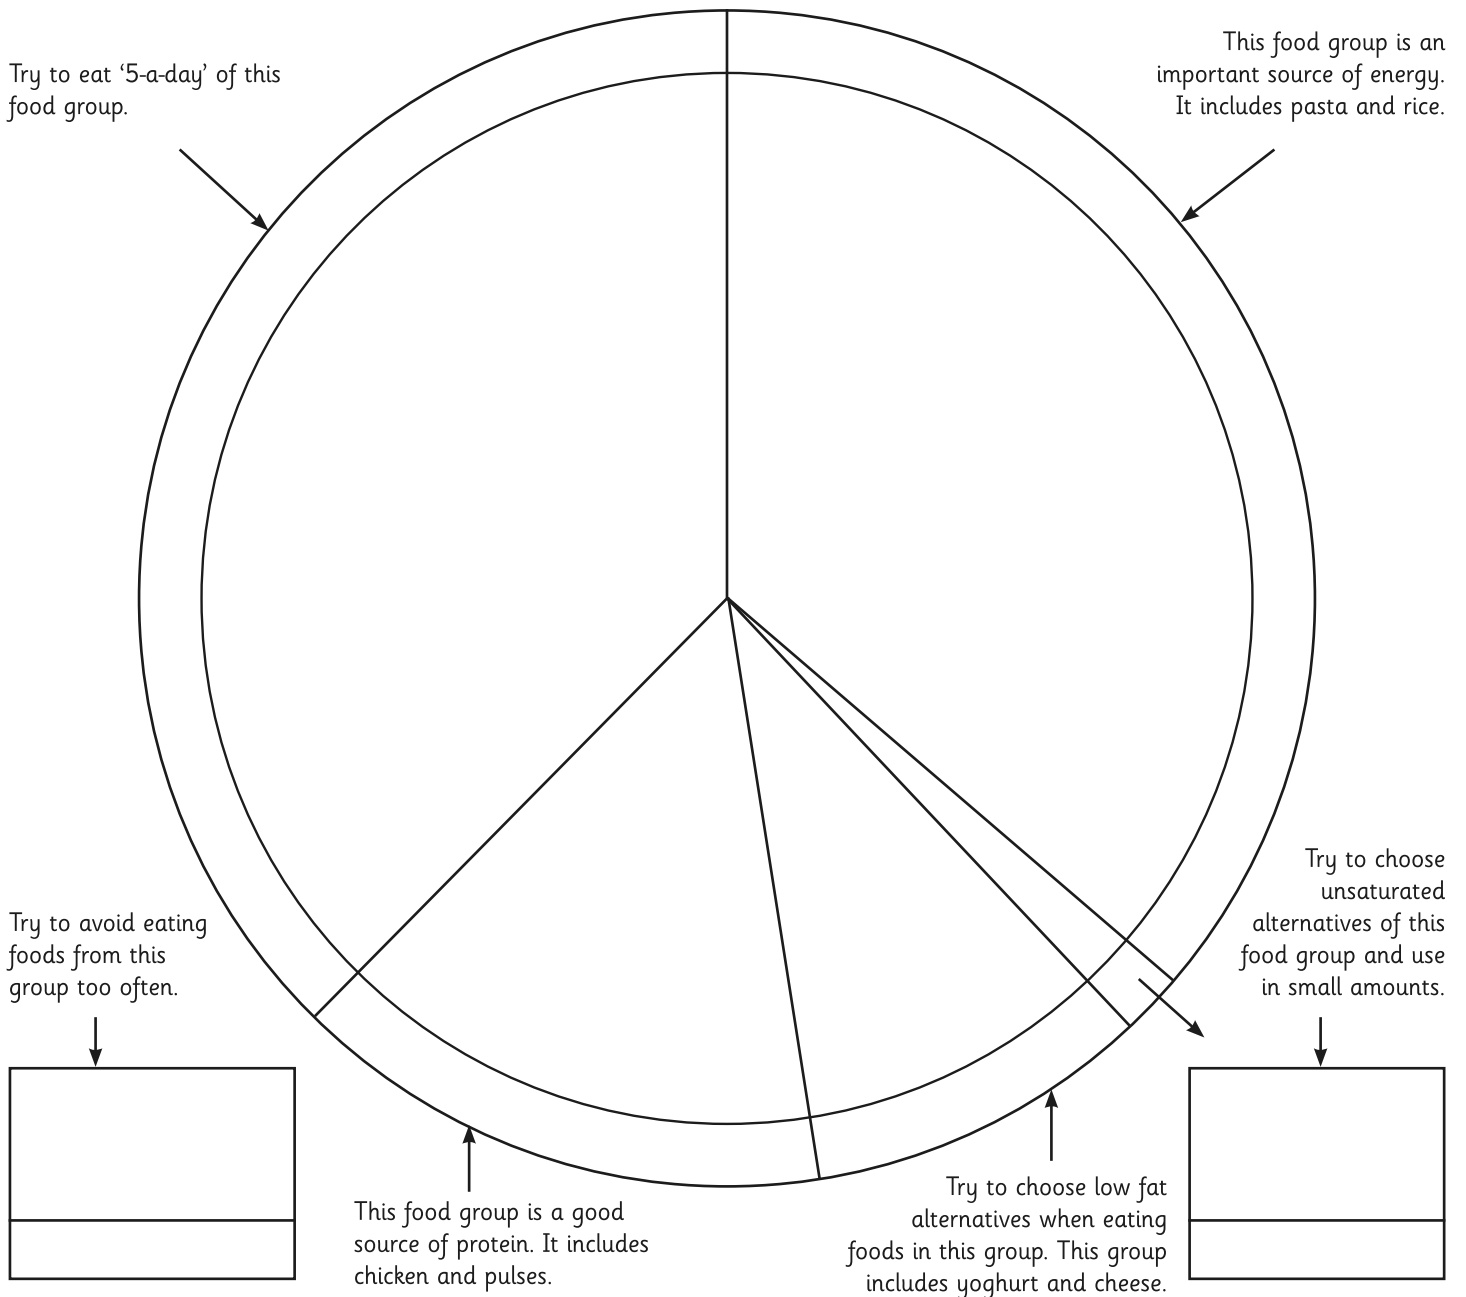 Try to eat ‘5-a-day’ of this
food group.
This food group is an
important source of energy.
It includes pasta and rice.
Try to choose
unsaturated
alternatives of this
food group and use
in small amounts.
Try to avoid eating
foods from this
group too often.
This food group is a good
source of protein. It includes
chicken and pulses.
Try to choose low fat
alternatives when eating
foods in this group. This group
includes yoghurt and cheese.